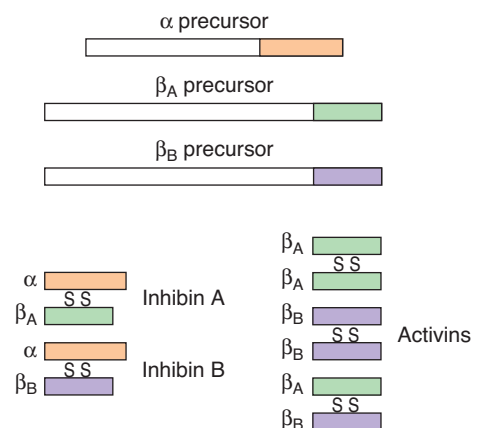 α precursor
βA precursor
βB precursor
α
S S
βA
Inhibin A
α
S S
βB
Inhibin B
βA
S S
βA
βB
S S
βB
βA
S S
βB
Activins